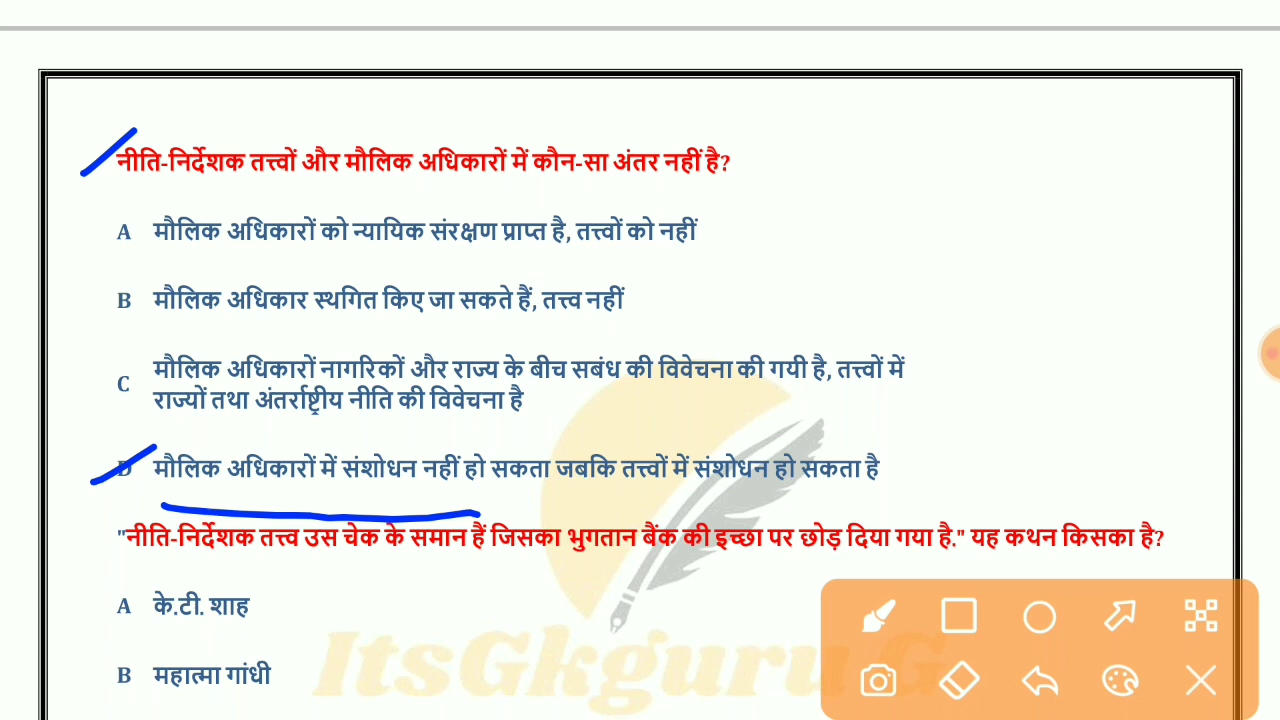 नीति-निर्देशक तत्त्वों और मौलिक अधिकारों में कौन-सा अंतर नहीं है?
A मौलिक अधिकारों को न्यायिक संरक्षण प्राप्त है, तत्त्वों को नहीं
B मौलिक अधिकार स्थगित किए जा सकते हैं, तत्त्व नहीं
C मौलिक अधिकारों नागरिकों और राज्य के बीच सबंध की विवेचना की गयी है, तत्त्वों में
राज्यों तथा अंतर्राष्ट्रीय नीति की विवेचना है
D मौलिक अधिकारों में संशोधन नहीं हो सकता जबकि तत्त्वों में संशोधन हो सकता है
"नीति-निर्देशक तत्त्व उस चेक के समान हैं जिसका भुगतान बैंक की इच्छा पर छोड़ दिया गया है." यह कथन किसका है?
A के.टी. शाह
B महात्मा गांधी
ItsGkguru G